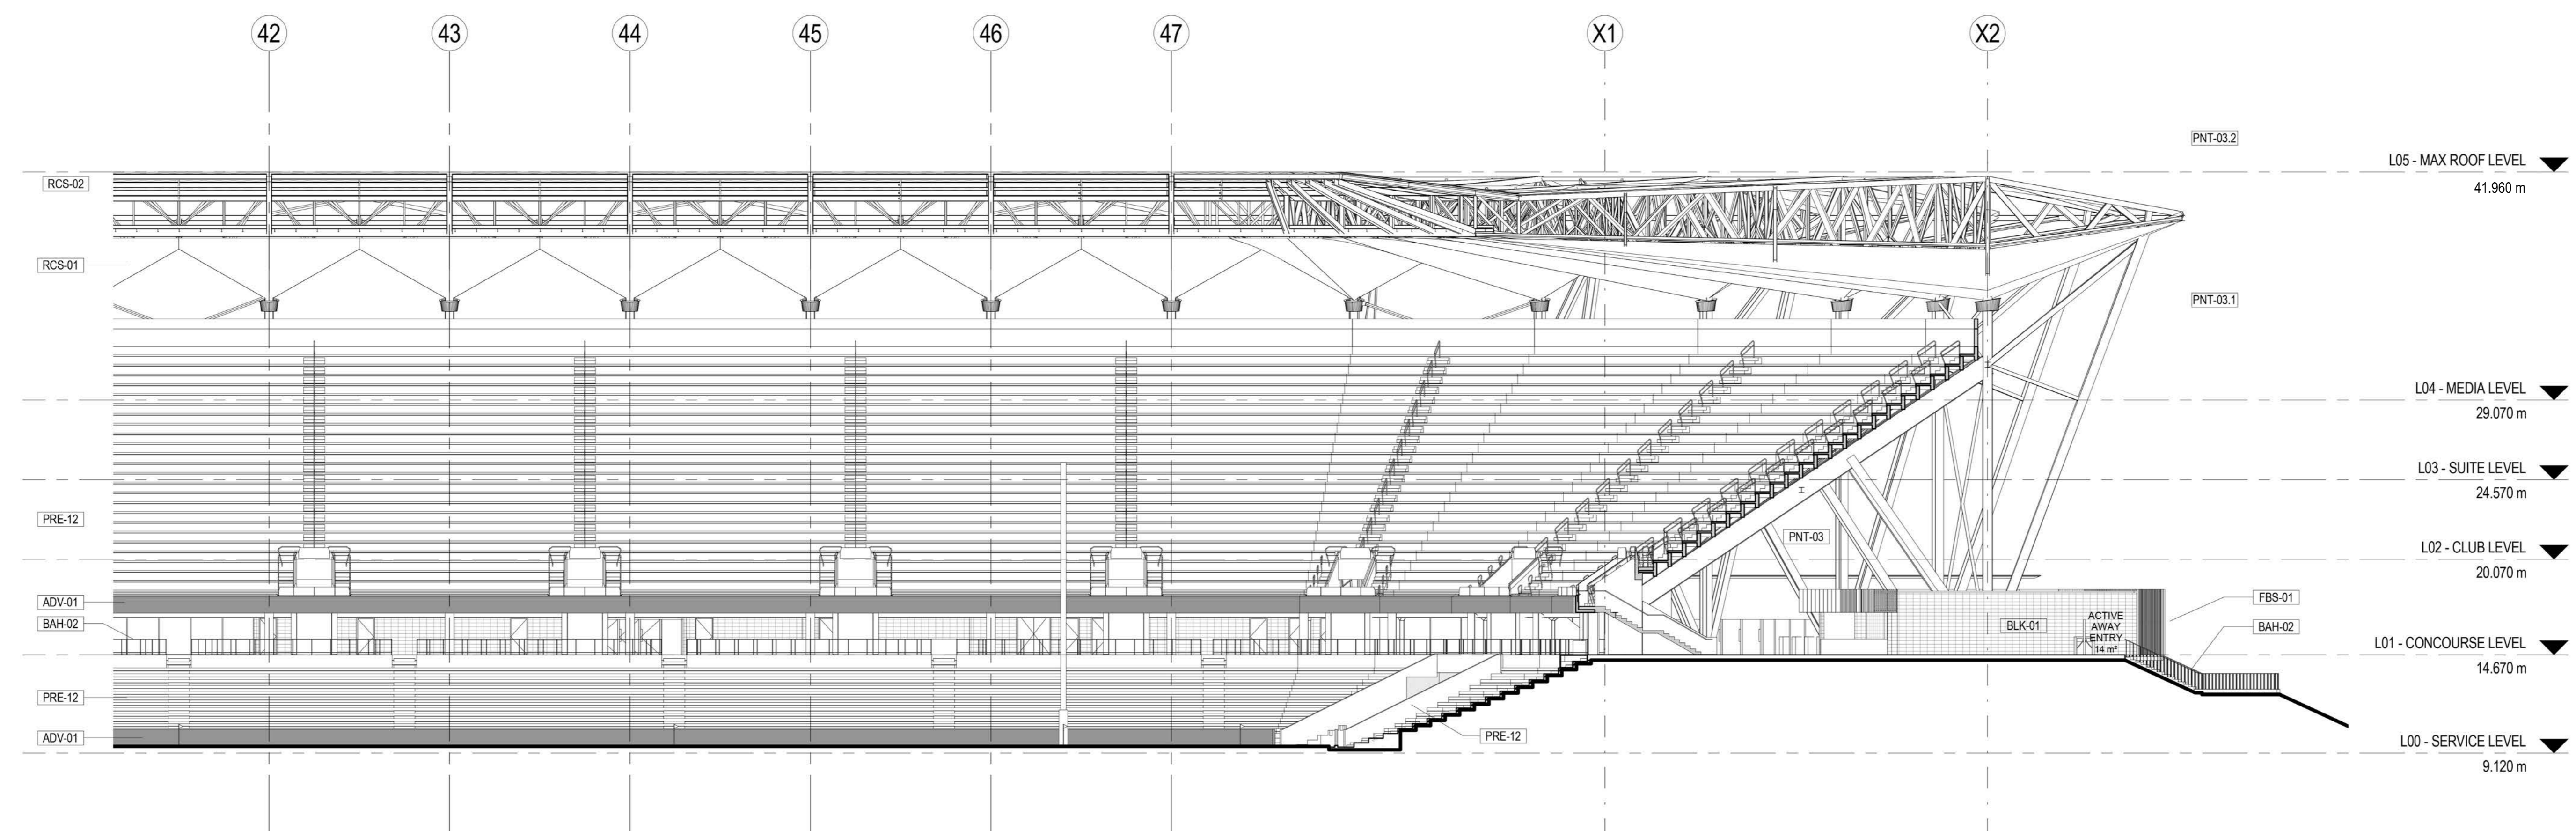 42
43
44
45
46
47
X1
X2
PNT-03.2
L05 - MAX ROOF LEVEL
41.960 m
RCS-02
RCS-01
PNT-03.1
L04 - MEDIA LEVEL
29.070 m
L03 - SUITE LEVEL
24.570 m
PRE-12
PNT-03
L02 - CLUB LEVEL
20.070 m
ADV-01
FBS-01
BAH-02
BLK-01
ACTIVE
AWAY
ENTRY
14 m²
BAH-02
L01 - CONCOURSE LEVEL
14.670 m
PRE-12
ADV-01
PRE-12
L00 - SERVICE LEVEL
9.120 m